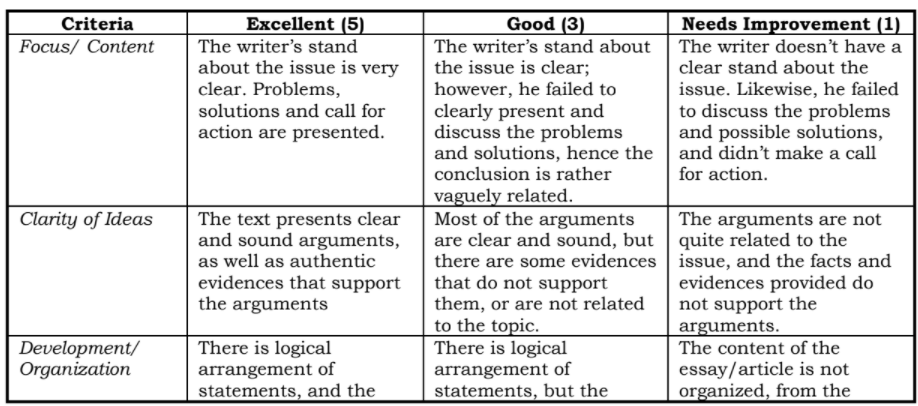 Criteria
Excellent (5)
Good (3)
Needs Improvement (1)
Focus/ Content
The writer's stand
about the issue is very
clear. Problems,
solutions and call for
action are presented.
The writer's stand about
the issue is clear;
however, he failed to
clearly present and
discuss the problems
and solutions, hence the
conclusion is rather
vaguely related.
The writer doesn't have a
clear stand about the
issue. Likewise, he failed
to discuss the problems
and possible solutions,
and didn't make a call
for action.
Clarity of Ideas
The text presents clear
and sound arguments,
as well as authentic
evidences that support
the arguments
Most of the arguments
are clear and sound, but
there are some evidences
that do not support
them, or are not related
to the topic.
The arguments are not
quite related to the
issue, and the facts and
evidences provided do
not support the
arguments.
Development/
Organization
There is logical
arrangement of
statements, and the
There is logical
arrangement of
statements, but the
The content of the
essay/article is not
organized, from the